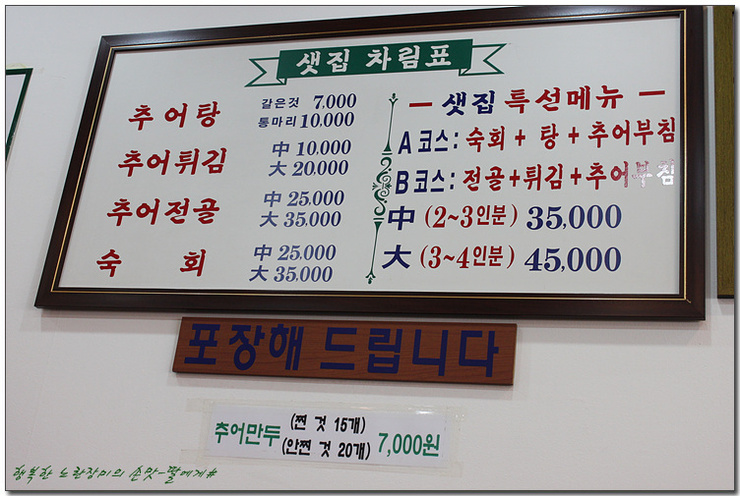 샛집 차림표
추어탕 갈은것 7,000
통마리 10,000
추어튀김 中 10,000
大 20,000
추어전골 中 25,000
大 35,000
숙회 中 25,000
大 35,000
— 샛집 특선메뉴 —
A 코스 : 숙회 + 탕 + 추어부침
B 코스 : 전골+튀김+추어부침
中 (2~3인분) 35,000
大 (3~4인분) 45,000
포장해 드립니다
추어만두 (찐 것 15개) 7,000원
(안찐 것 20개)
행복한 노란장미의 손맛-딸에게#